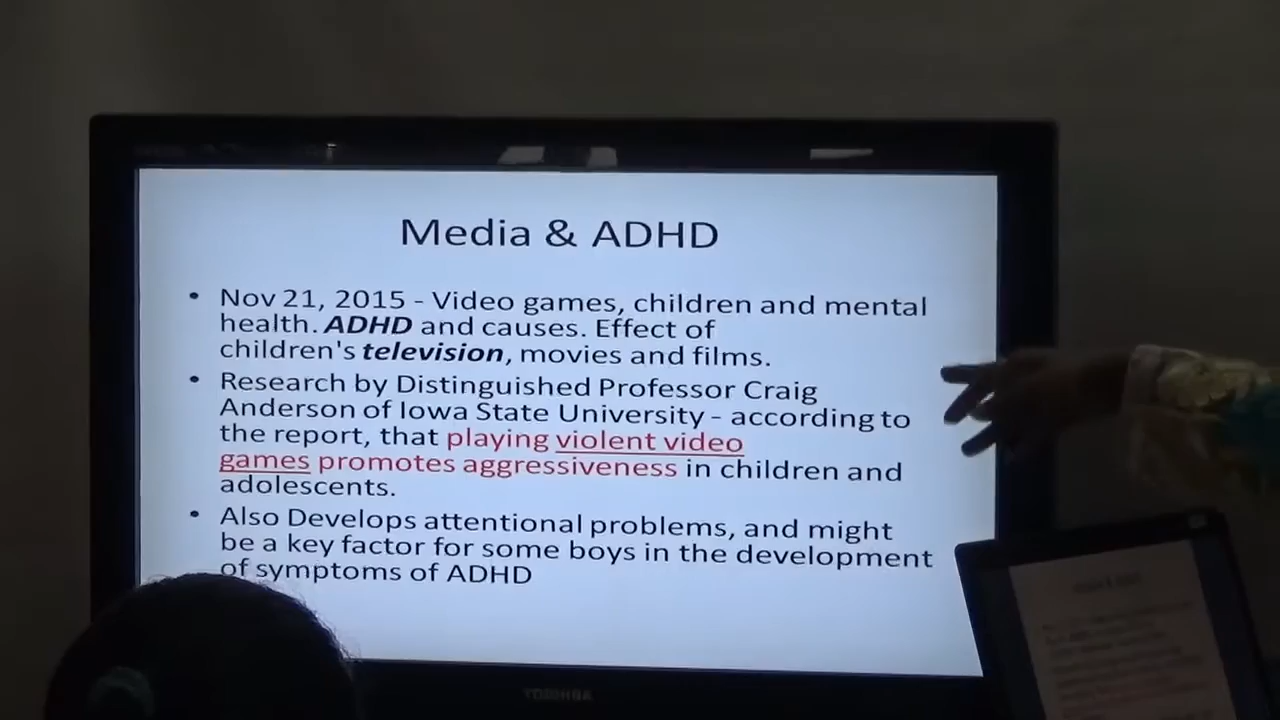 Media & ADHD
• Nov 21, 2015 - Video games, children and mental
health. ADHD and causes. Effect of
children's television, movies and films.
• Research by Distinguished Professor Craig
Anderson of Iowa State University - according to
the report, that playing violent video
games promotes aggressiveness in children and
adolescents.
• Also Develops attentional problems, and might
be a key factor for some boys in the development
of symptoms of ADHD
TOSHIBA